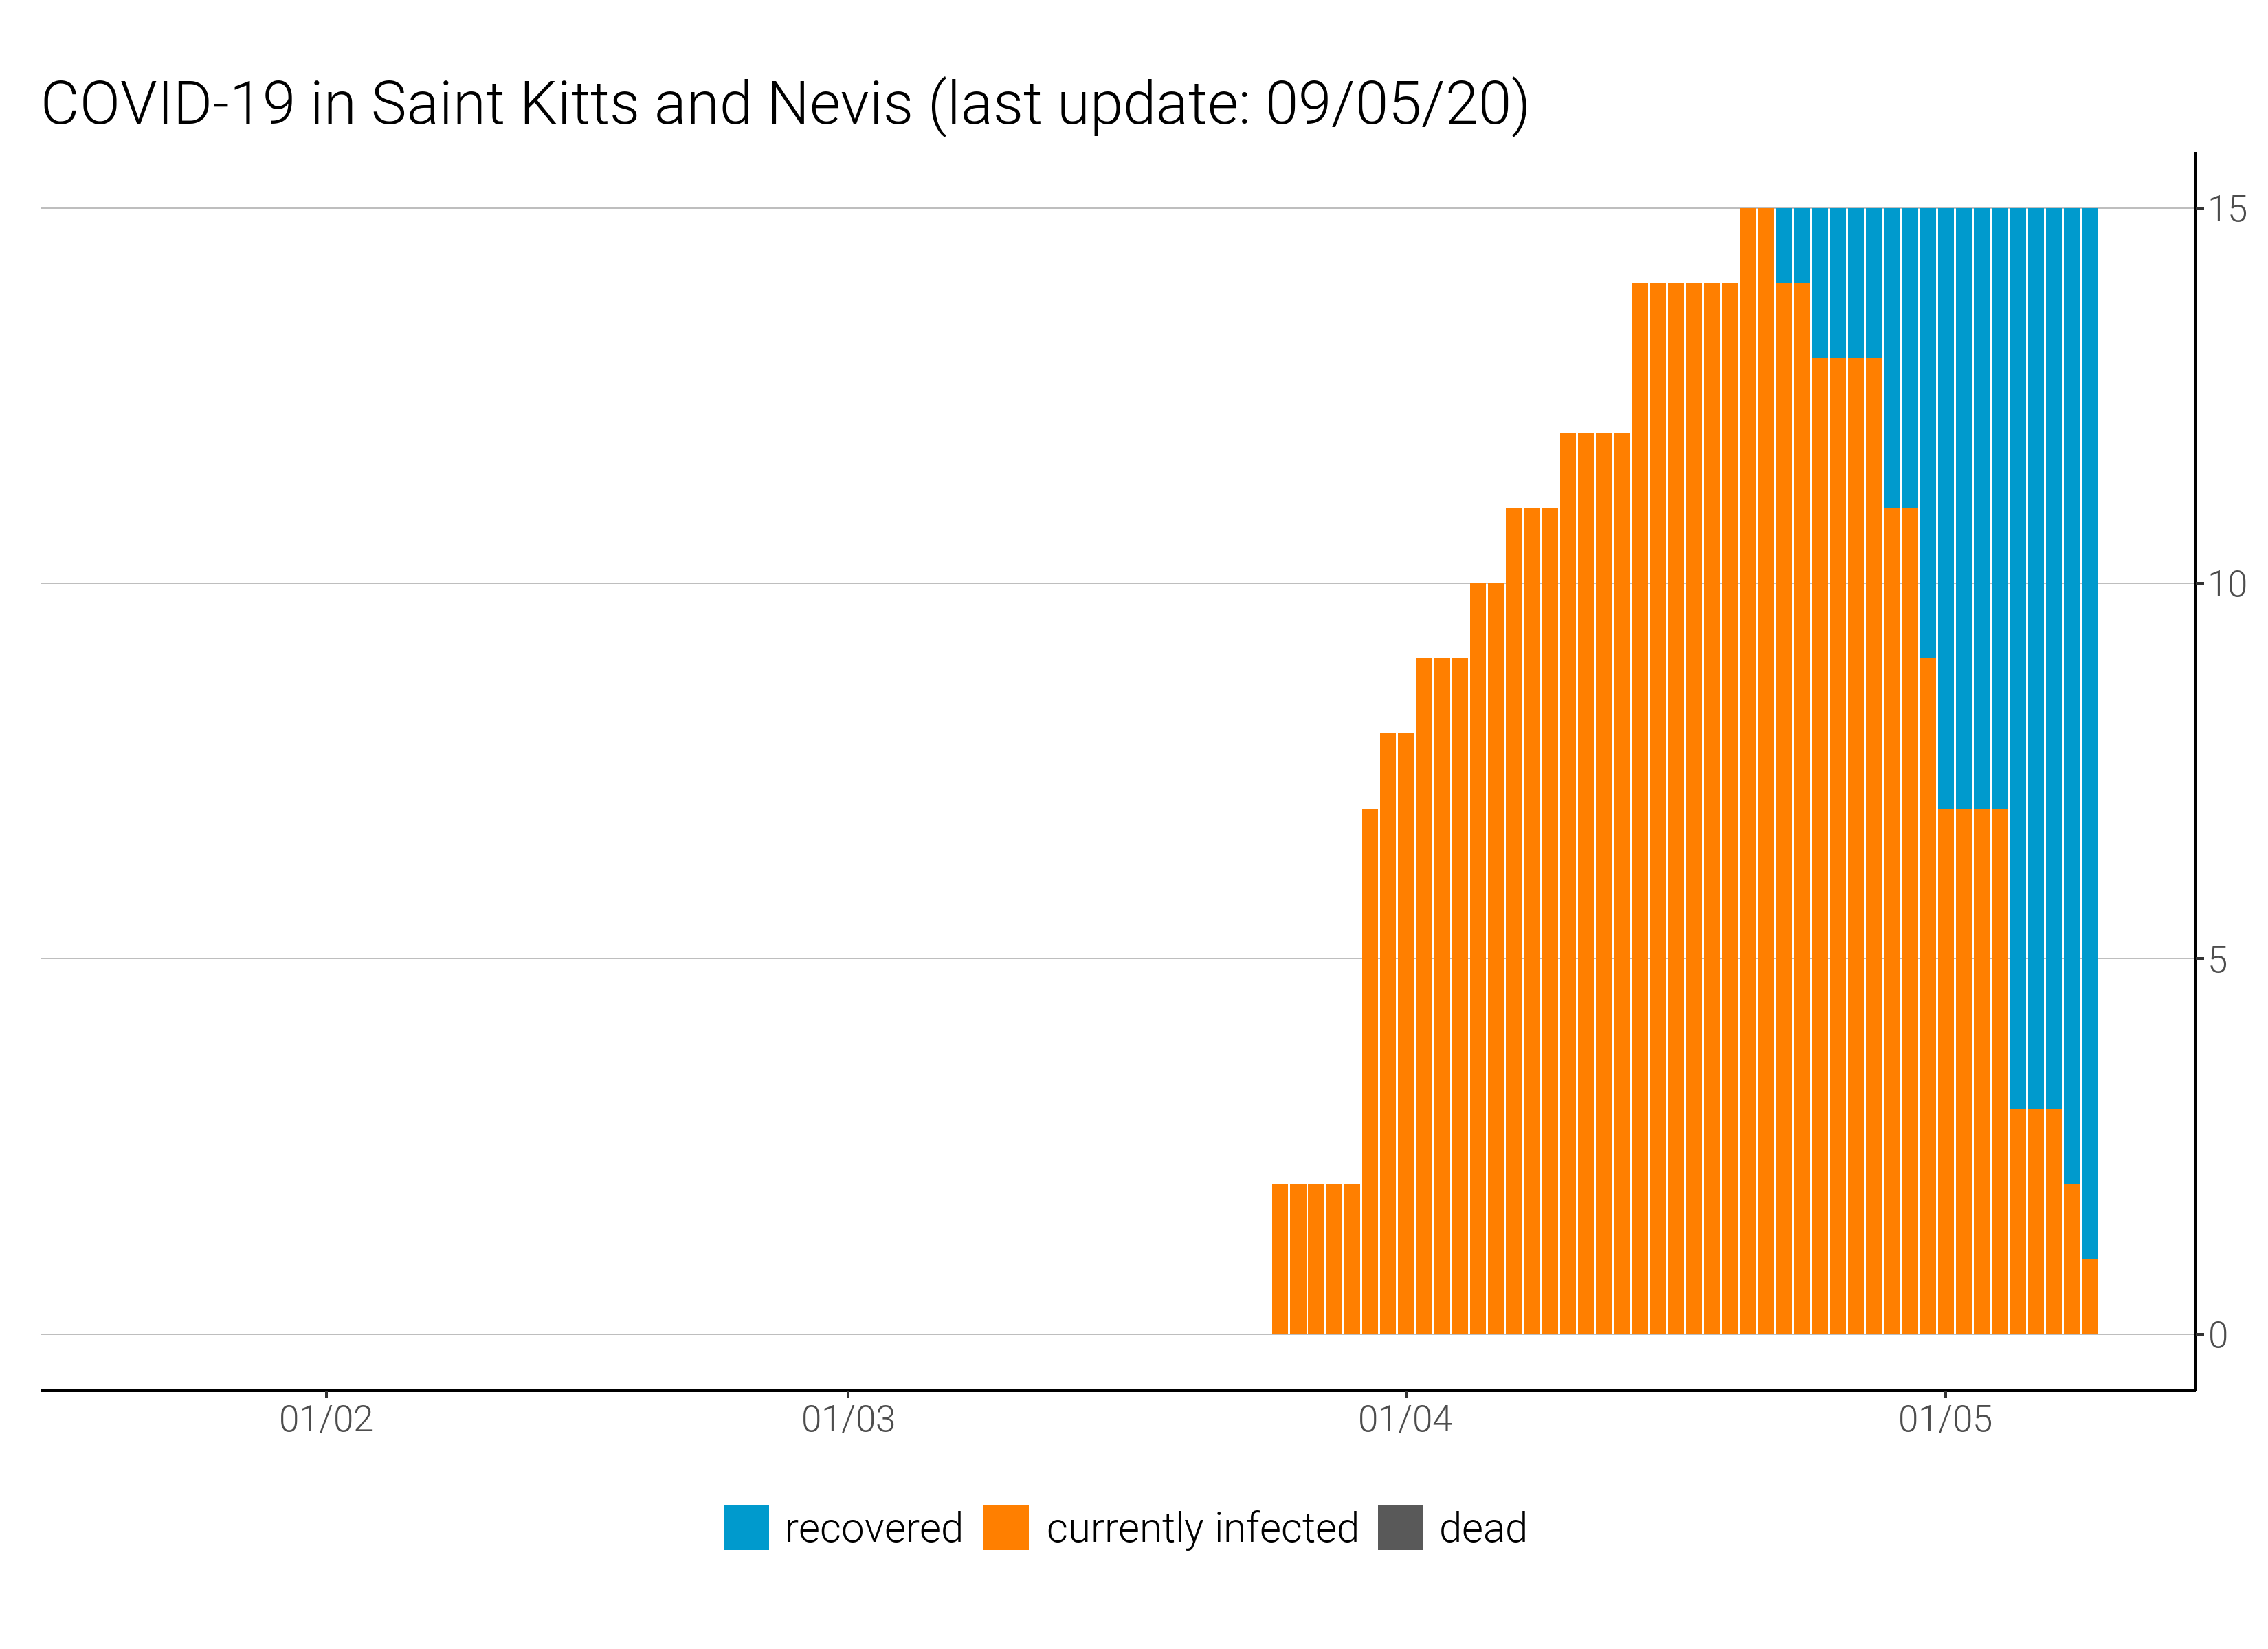 COVID-19 in Saint Kitts and Nevis (last update: 09/05/20)
15
10
5
0
01/02 01/03 01/04 01/05
recovered currently infected dead